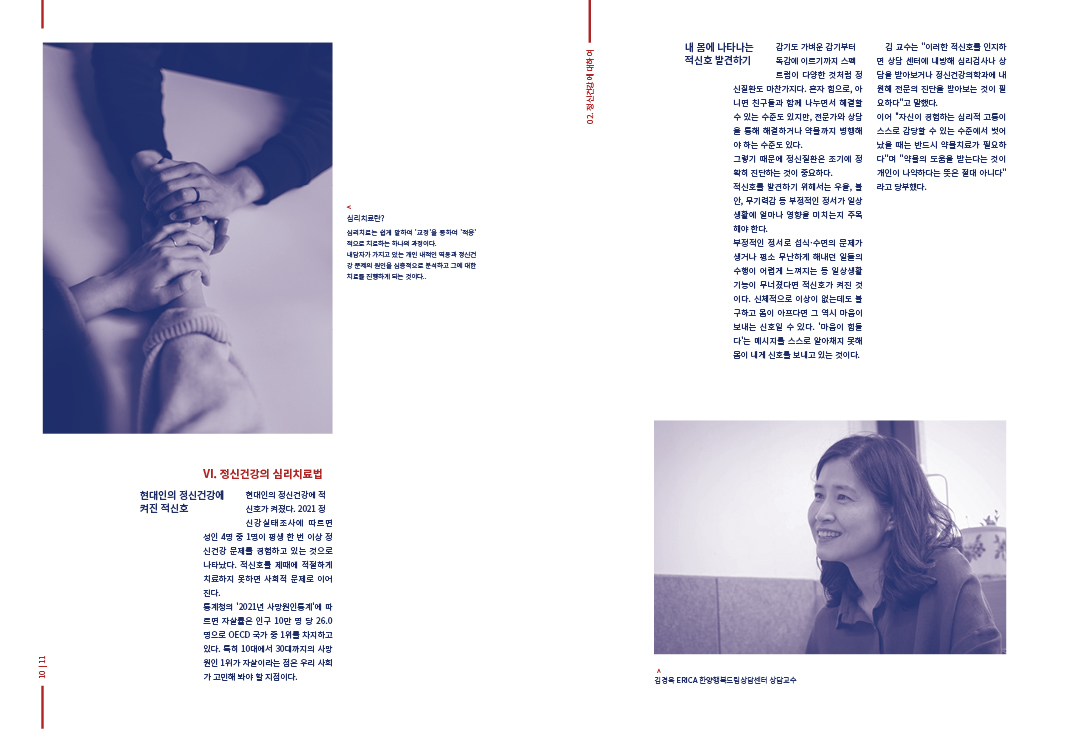 <
심리치료란?
심리치료는 쉽게 말하여 '교정'을 통하여 '적응'
적으로 치료하는 하나의 과정이다.
내담자가 가지고 있는 개인 내적인 역동과 정신건
강 문제의 원인을 심층적으로 분석하고 그에 대한
치료를 진행하게 되는 것이다..
VI. 정신건강의 심리치료법
현대인의 정신건강에
켜진 적신호
현대인의 정신건강에 적
신호가 켜졌다. 2021 정
신강실태조사에 따르면
성인 4명 중 1명이 평생 한 번 이상 정
신건강 문제를 경험하고 있는 것으로
나타났다. 적신호를 제때에 적절하게
치료하지 못하면 사회적 문제로 이어
진다.
통계청의 '2021년 사망원인통계'에 따
르면 자살률은 인구 10만 명 당 26.0
명으로 OECD 국가 중 1위를 차지하고
있다. 특히 10대에서 30대까지의 사망
원인 1위가 자살이라는 점은 우리 사회
가 고민해 봐야 할 지점이다.
10 | 11
02. 정신건강에 대하여
내 몸에 나타나는
적신호 발견하기
감기도 가벼운 감기부터
독감에 이르기까지 스펙
트럼이 다양한 것처럼 정
신질환도 마찬가지다. 혼자 힘으로, 아
니면 친구들과 함께 나누면서 해결할
수 있는 수준도 있지만, 전문가와 상담
을 통해 해결하거나 약물까지 병행해
야 하는 수준도 있다.
그렇기 때문에 정신질환은 조기에 정
확히 진단하는 것이 중요하다.
적신호를 발견하기 위해서는 우울, 불
안, 무기력감 등 부정적인 정서가 일상
생활에 얼마나 영향을 미치는지 주목
해야 한다.
부정적인 정서로 섭식·수면의 문제가
생거나 평소 무난하게 해내던 일들의
수행이 어렵게 느껴지는 등 일상생활
기능이 무너졌다면 적신호가 켜진 것
이다. 신체적으로 이상이 없는데도 불
구하고 몸이 아프다면 그 역시 마음이
보내는 신호일 수 있다. '마음이 힘들
다'는 메시지를 스스로 알아채지 못해
몸이 내게 신호를 보내고 있는 것이다.
김 교수는 "이러한 적신호를 인지하
면 상담 센터에 내방해 심리검사나 상
담을 받아보거나 정신건강의학과에 내
원해 전문의 진단을 받아보는 것이 필
요하다"고 말했다.
이어 "자신이 경험하는 심리적 고통이
스스로 감당할 수 있는 수준에서 벗어
났을 때는 반드시 약물치료가 필요하
다"며 "약물의 도움을 받는다는 것이
개인이 나약하다는 뜻은 절대 아니다"
라고 당부했다.
^
김경욱 ERICA 한양행복드림상담센터 상담교수